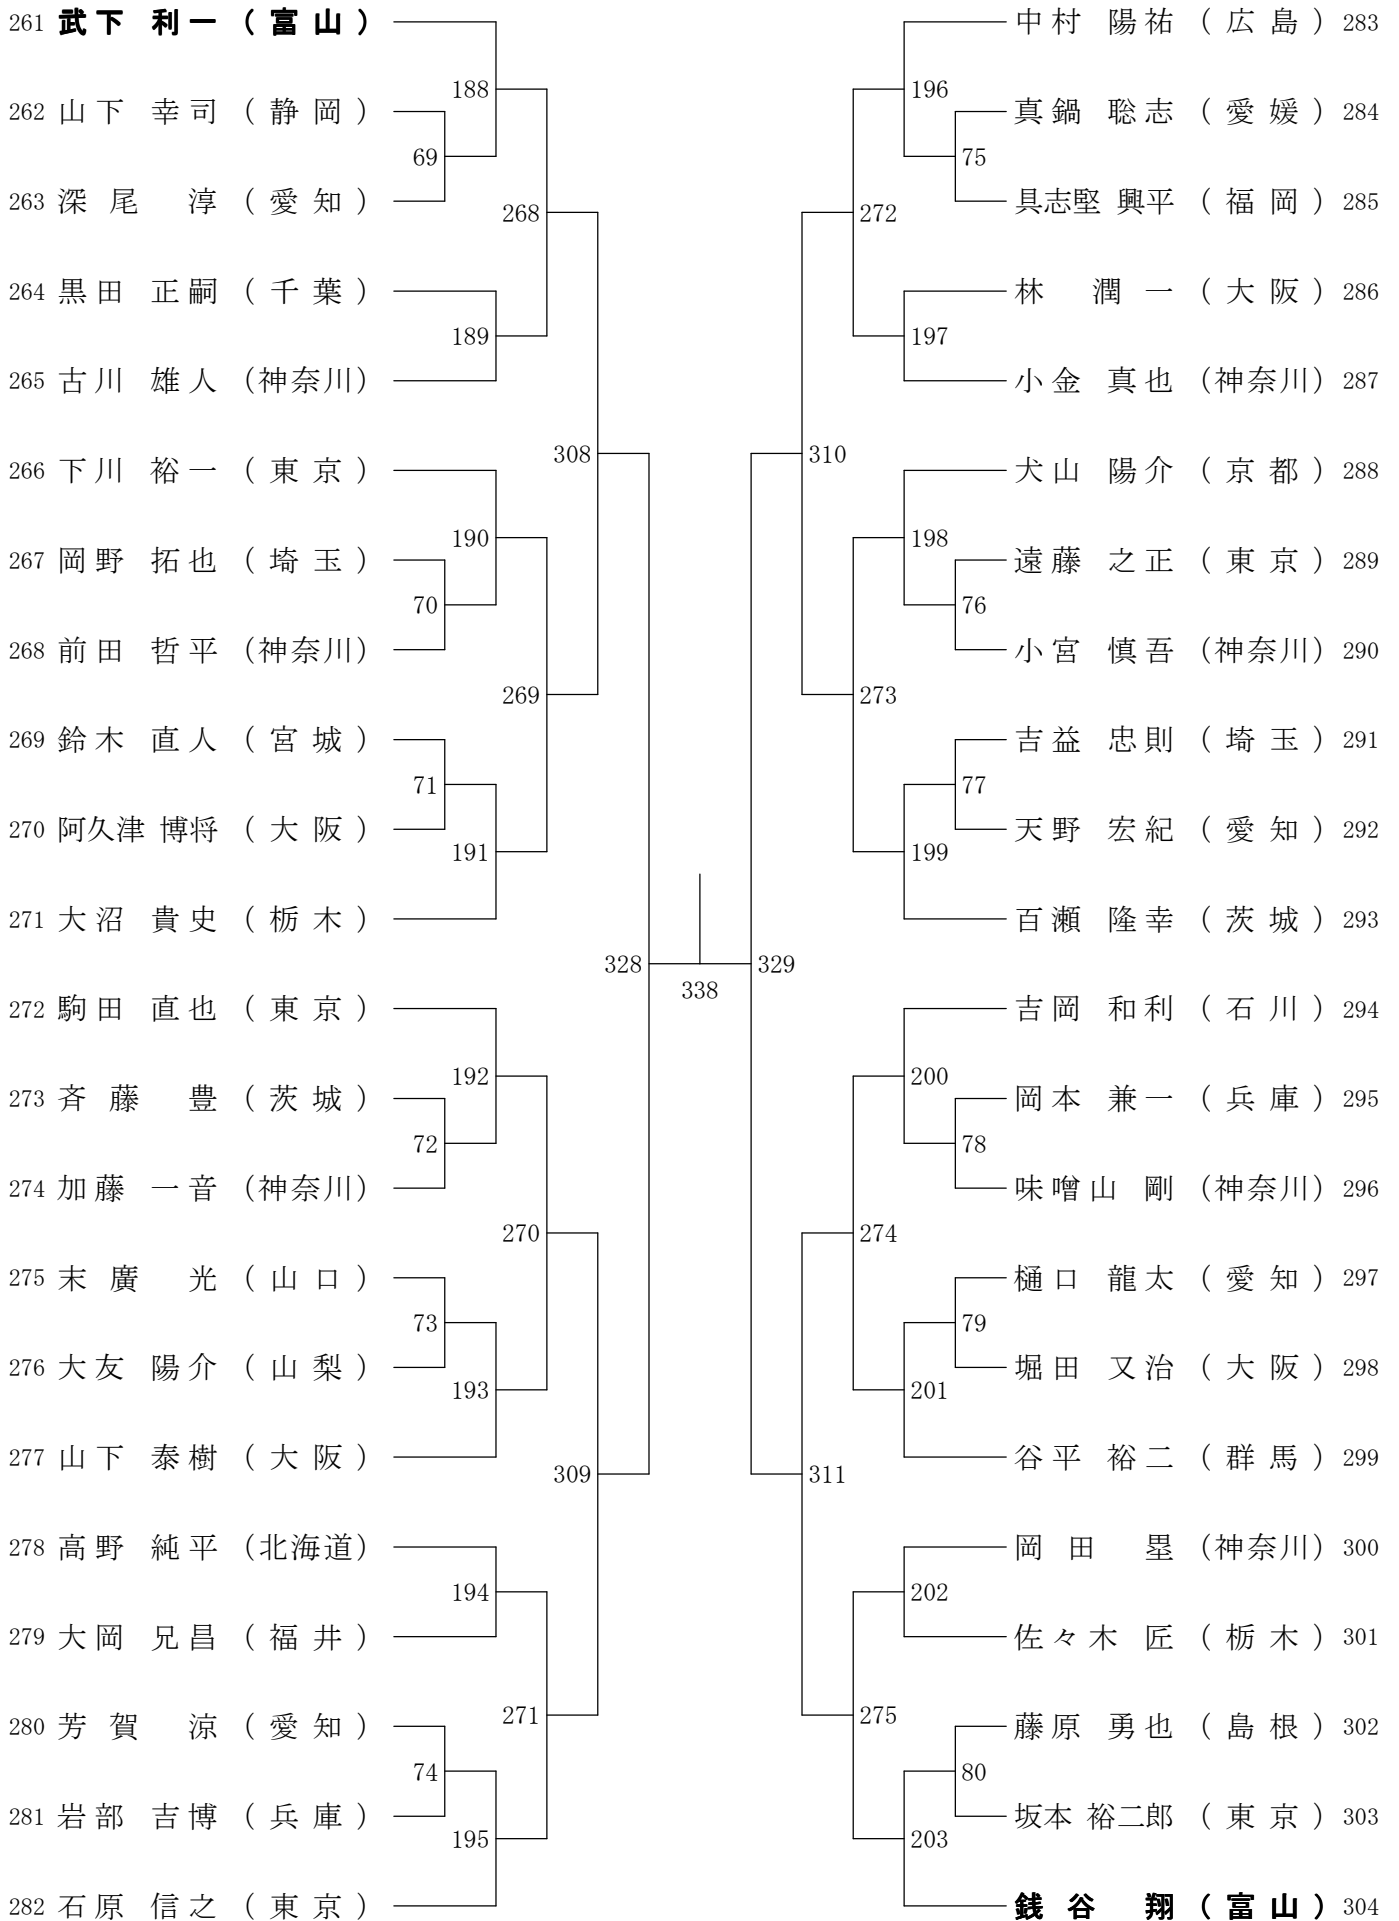 261 武下 利一 (富山)
188
262 山下 幸司 (静岡)
69
263 深尾 淳 (愛知)
268
264 黒田 正嗣 (千葉)
189
265 古川 雄人 (神奈川)
308
266 下川 裕一 (東京)
190
267 岡野 拓也 (埼玉)
70
268 前田 哲平 (神奈川)
269
269 鈴木 直人 (宮城)
71
270 阿久津 博将 (大阪)
191
271 大沼 貴史 (栃木)
328
272 駒田 直也 (東京)
192
273 斉藤 豊 (茨城)
72
274 加藤 一音 (神奈川)
270
275 末廣 光 (山口)
73
276 大友 陽介 (山梨)
193
277 山下 泰樹 (大阪)
309
278 高野 純平 (北海道)
194
279 大岡 兄昌 (福井)
271
280 芳賀 涼 (愛知)
74
281 岩部 吉博 (兵庫)
195
282 石原 信之 (東京)
338
中村 陽祐 (広島) 283
196
真鍋 聡志 (愛媛) 284
75
具志堅 興平 (福岡) 285
272
林 潤一 (大阪) 286
197
小金 真也 (神奈川) 287
310
犬山 陽介 (京都) 288
198
遠藤 之正 (東京) 289
76
小宮 慎吾 (神奈川) 290
273
吉益 忠則 (埼玉) 291
77
天野 宏紀 (愛知) 292
199
百瀬 隆幸 (茨城) 293
329
吉岡 和利 (石川) 294
200
岡本 兼一 (兵庫) 295
78
味噌山 剛 (神奈川) 296
274
樋口 龍太 (愛知) 297
79
堀田 又治 (大阪) 298
201
谷平 裕二 (群馬) 299
311
岡田 塁 (神奈川) 300
202
佐々木 匠 (栃木) 301
275
藤原 勇也 (島根) 302
80
坂本 裕二郎 (東京) 303
203
銭谷 翔 (富山) 304